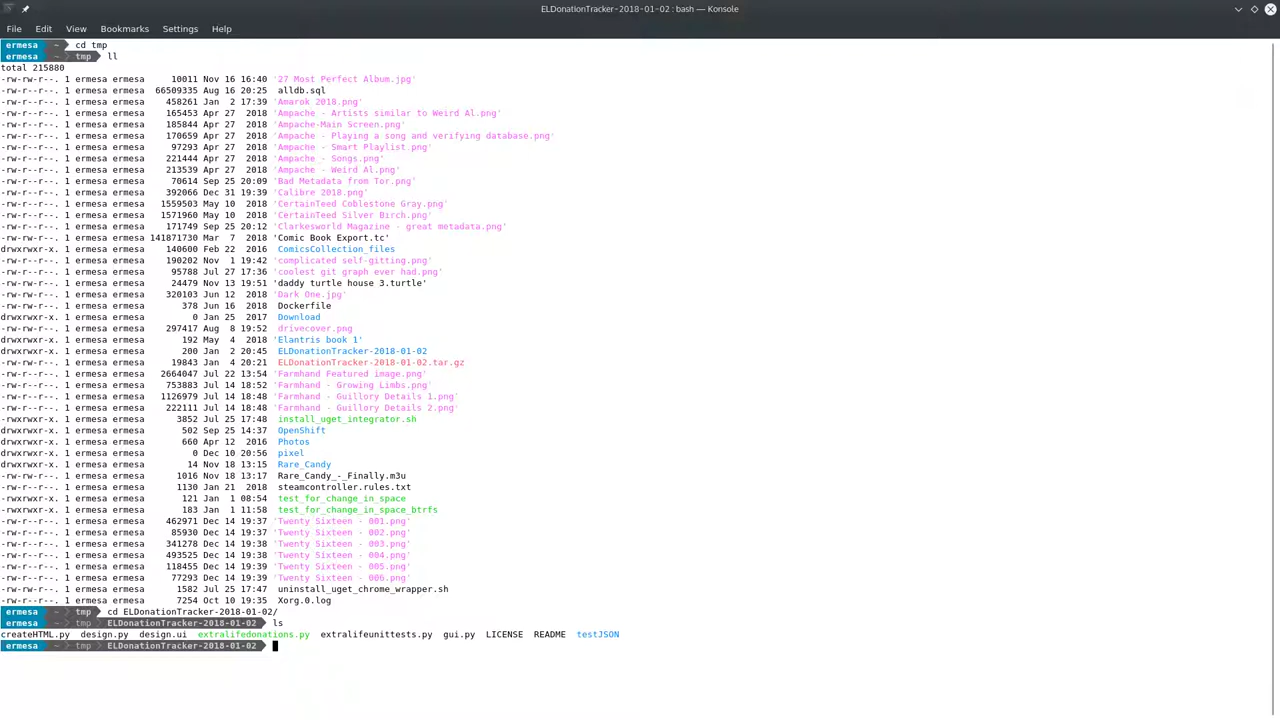 ELDonationTracker-2018-01-02 : bash — Konsole
File Edit View Bookmarks Settings Help
ermesa ~ cd tmp
ermesa ~ tmp ll
total 215880
-rw-rw-r--. 1 ermesa ermesa 10011 Nov 16 16:40 '27 Most Perfect Album.jpg'
-rw-rw-r--. 1 ermesa ermesa 66509335 Aug 16 20:25 alldb.sql
-rw-r--r--. 1 ermesa ermesa 458261 Jan 2 17:39 'Amarok 2018.png'
-rw-r--r--. 1 ermesa ermesa 165453 Apr 27 2018 'Ampache - Artists similar to Weird Al.png'
-rw-r--r--. 1 ermesa ermesa 185844 Apr 27 2018 'Ampache-Main Screen.png'
-rw-r--r--. 1 ermesa ermesa 170659 Apr 27 2018 'Ampache - Playing a song and verifying database.png'
-rw-r--r--. 1 ermesa ermesa 97293 Apr 27 2018 'Ampache - Smart Playlist.png'
-rw-r--r--. 1 ermesa ermesa 221444 Apr 27 2018 'Ampache - Songs.png'
-rw-r--r--. 1 ermesa ermesa 213539 Apr 27 2018 'Ampache - Weird Al.png'
-rw-r--r--. 1 ermesa ermesa 70614 Sep 25 20:09 'Bad Metadata from Tor.png'
-rw-r--r--. 1 ermesa ermesa 392066 Dec 31 19:39 'Calibre 2018.png'
-rw-r--r--. 1 ermesa ermesa 1559503 May 10 2018 'CertainTeed Coblestone Gray.png'
-rw-r--r--. 1 ermesa ermesa 1571960 May 10 2018 'CertainTeed Silver Birch.png'
-rw-r--r--. 1 ermesa ermesa 171749 Sep 25 20:12 'Clarkesworld Magazine - great metadata.png'
-rw-r--r--. 1 ermesa ermesa 141871730 Mar 7 2018 'Comic Book Export.tc'
drwxrwxr-x. 1 ermesa ermesa 140600 Feb 22 2016 ComicsCollection_files
-rw-r--r--. 1 ermesa ermesa 190202 Nov 1 19:42 'complicated self-gitting.png'
-rw-r--r--. 1 ermesa ermesa 95788 Jul 27 17:36 'coolest git graph ever had.png'
-rw-rw-r--. 1 ermesa ermesa 24479 Nov 13 19:51 'daddy turtle house 3.turtle'
-rw-rw-r--. 1 ermesa ermesa 320103 Jun 12 2018 'Dark One.jpg'
-rw-rw-r--. 1 ermesa ermesa 378 Jun 16 2018 Dockerfile
drwxrwxr-x. 1 ermesa ermesa 0 Jan 25 2017 Download
-rw-rw-r--. 1 ermesa ermesa 297417 Aug 8 19:52 drivecover.png
drwxrwxr-x. 1 ermesa ermesa 192 May 4 2018 'Elantris book 1'
drwxrwxr-x. 1 ermesa ermesa 200 Jan 2 20:45 ELDonationTracker-2018-01-02
-rw-rw-r--. 1 ermesa ermesa 19843 Jan 4 20:21 ELDonationTracker-2018-01-02.tar.gz
-rw-rw-r--. 1 ermesa ermesa 2664047 Jul 22 13:54 'Farmhand Featured image.png'
-rw-r--r--. 1 ermesa ermesa 753883 Jul 14 18:52 'Farmhand - Growing Limbs.png'
-rw-r--r--. 1 ermesa ermesa 1126979 Jul 14 18:48 'Farmhand - Guillory Details 1.png'
-rw-r--r--. 1 ermesa ermesa 222111 Jul 14 18:48 'Farmhand - Guillory Details 2.png'
-rwxrwxr-x. 1 ermesa ermesa 3852 Jul 25 17:48 install_uget_integrator.sh
drwxrwxr-x. 1 ermesa ermesa 502 Sep 25 14:37 OpenShift
drwxrwxr-x. 1 ermesa ermesa 660 Apr 12 2016 Photos
drwxrwxr-x. 1 ermesa ermesa 0 Dec 10 20:56 pixel
drwxrwxr-x. 1 ermesa ermesa 14 Nov 18 13:15 Rare_Candy
-rw-rw-r--. 1 ermesa ermesa 1016 Nov 18 13:17 Rare_Candy_-_Finally.m3u
-rw-rw-r--. 1 ermesa ermesa 1130 Jan 21 2018 steamcontroller.rules.txt
-rwxrwxr-x. 1 ermesa ermesa 121 Jan 1 08:54 test_for_change_in_space
-rwxrwxr-x. 1 ermesa ermesa 183 Jan 1 11:58 test_for_change_in_space_btrfs
-rw-r--r--. 1 ermesa ermesa 462971 Dec 14 19:37 'Twenty Sixteen - 001.png'
-rw-r--r--. 1 ermesa ermesa 85930 Dec 14 19:37 'Twenty Sixteen - 002.png'
-rw-r--r--. 1 ermesa ermesa 341278 Dec 14 19:38 'Twenty Sixteen - 003.png'
-rw-r--r--. 1 ermesa ermesa 493525 Dec 14 19:38 'Twenty Sixteen - 004.png'
-rw-r--r--. 1 ermesa ermesa 118455 Dec 14 19:39 'Twenty Sixteen - 005.png'
-rw-r--r--. 1 ermesa ermesa 77293 Dec 14 19:39 'Twenty Sixteen - 006.png'
-rw-rw-r--. 1 ermesa ermesa 1582 Jul 25 17:47 uninstall_uget_chrome_wrapper.sh
-rw-rw-r--. 1 ermesa ermesa 7254 Oct 10 19:35 Xorg.0.log
ermesa ~ tmp cd ELDonationTracker-2018-01-02/
ermesa ~ tmp ELDonationTracker-2018-01-02 ls
createHTML.py design.py design.ui extralifedonations.py extralifeunittests.py gui.py LICENSE README testJSON
ermesa ~ tmp ELDonationTracker-2018-01-02